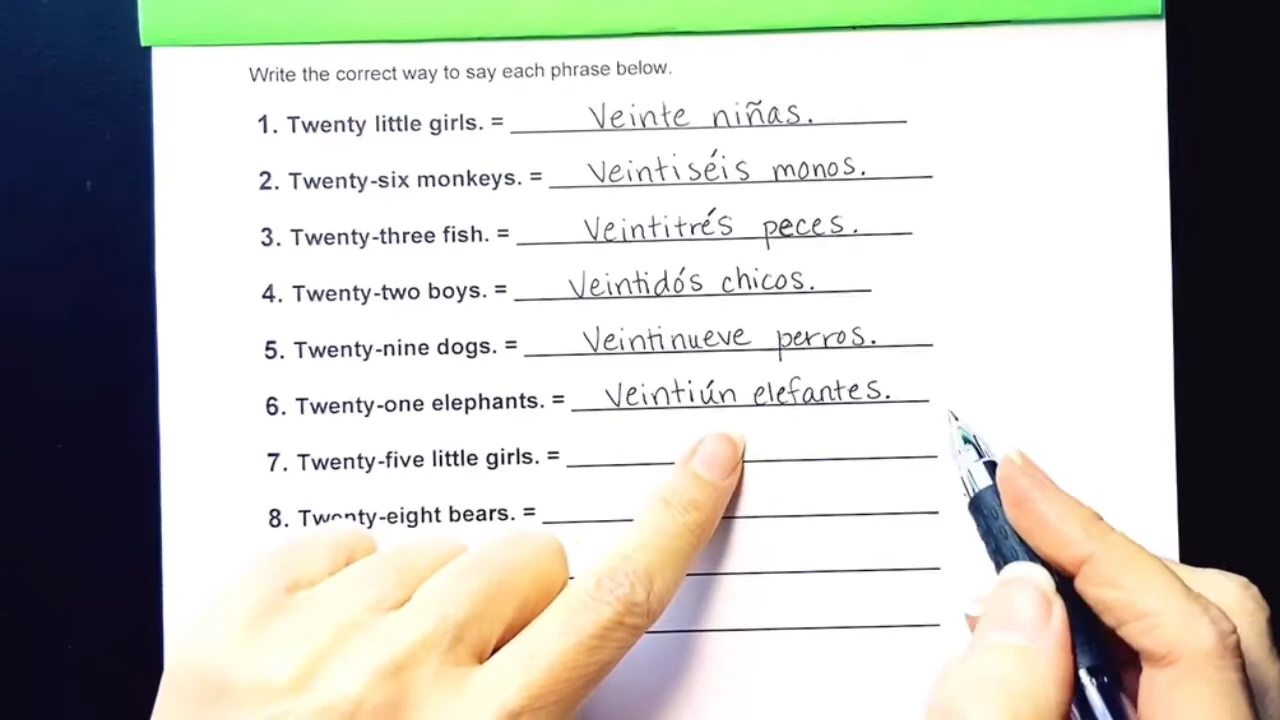 Write the correct way to say each phrase below.
1. Twenty little girls. = Veinte niñas.
2. Twenty-six monkeys. = Veintiséis monos.
3. Twenty-three fish. = Veintitrés peces.
4. Twenty-two boys. = Veintidós chicos.
5. Twenty-nine dogs. = Veintinueve perros.
6. Twenty-one elephants. = Veintiún elefantes.
7. Twenty-five little girls. =
8. Twenty-eight bears. =